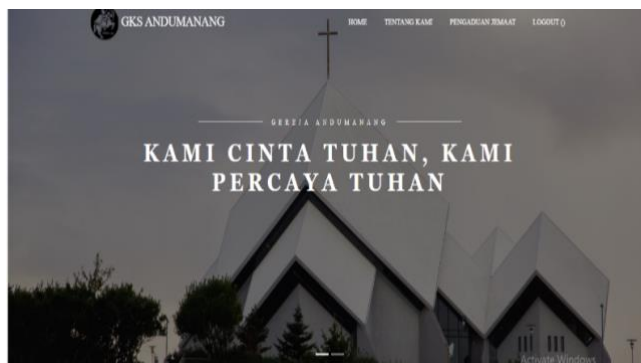 GKS ANDUMANANG
HOME TENTANG KAMI PENGADUAN JEMAAT LOGOUT ()
GEREJA ANDUMANANG
KAMI CINTA TUHAN, KAMI
PERCAYA TUHAN
Activate Windows